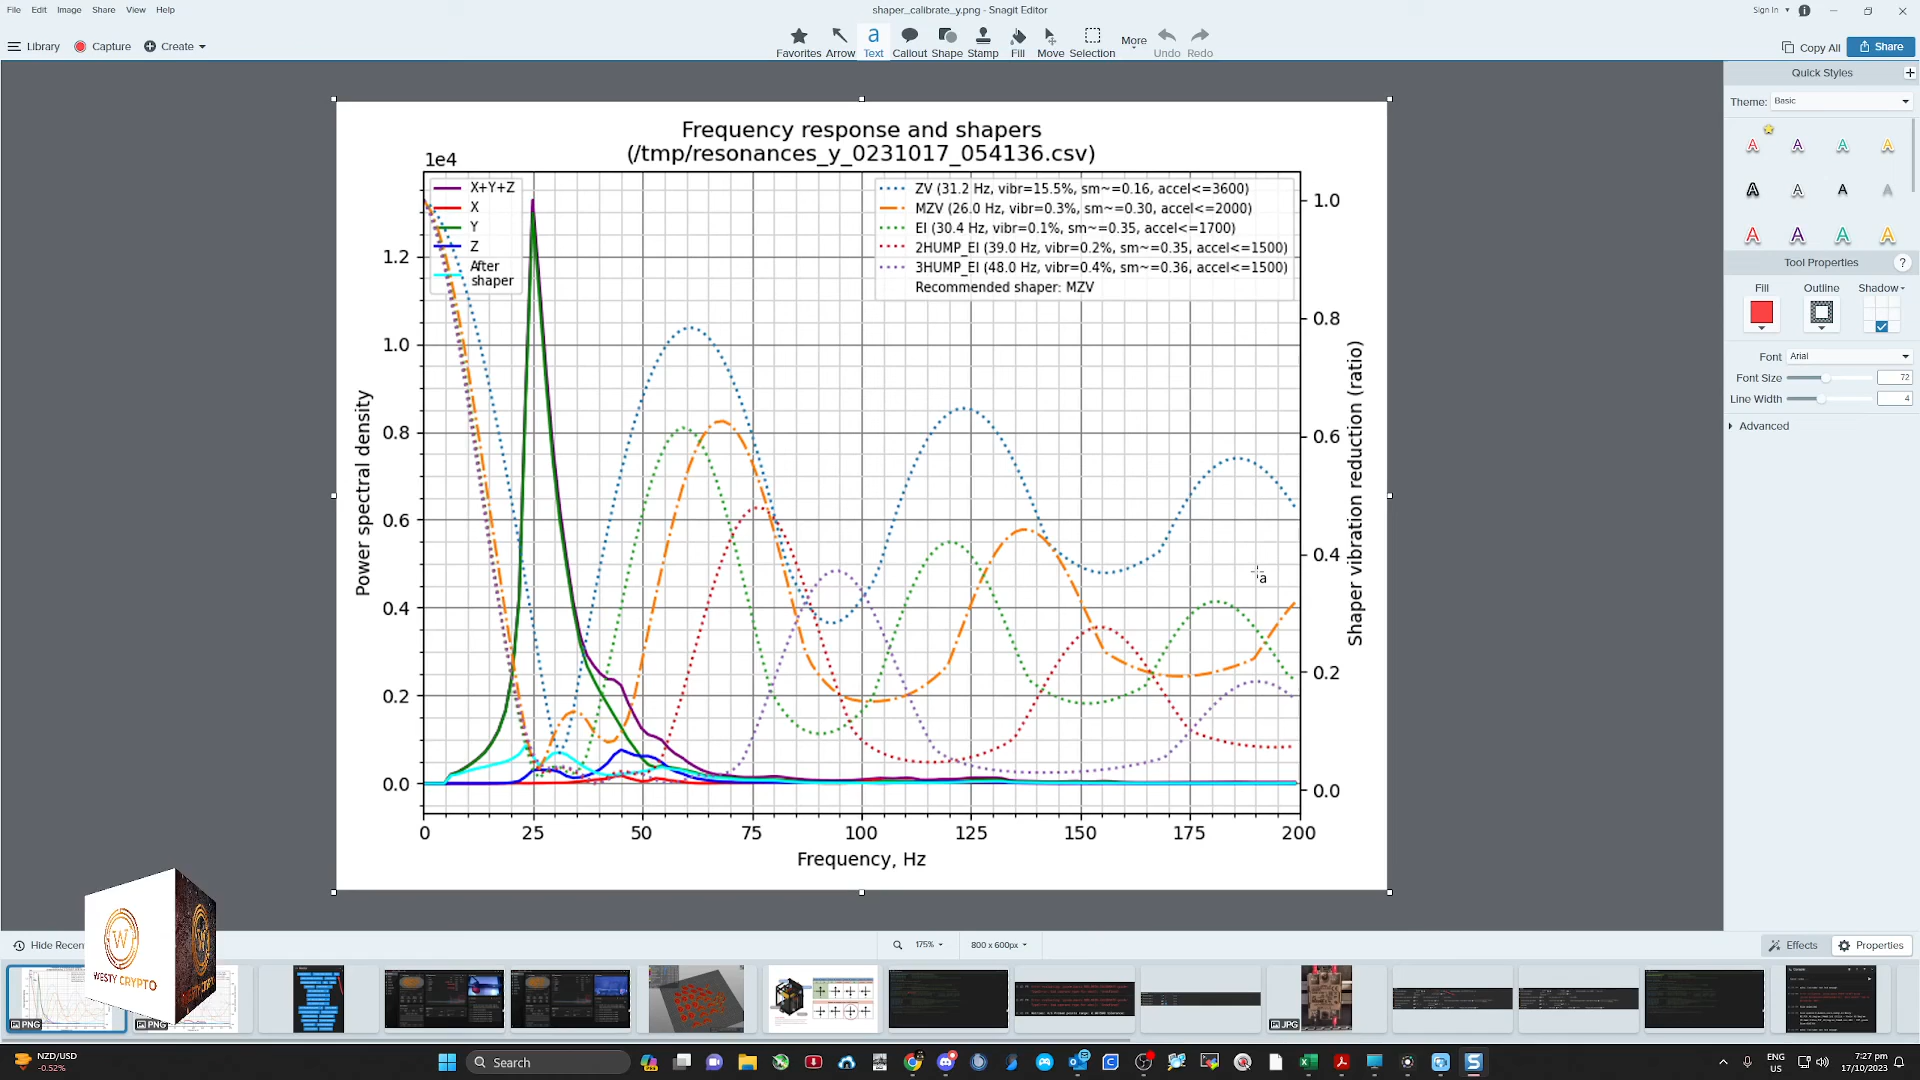 File Edit Image Share View Help
shaper_calibrate_y.png - Snagit Editor
Sign In
Library Capture Create
Favorites Arrow Text Callout Shape Stamp Fill Move Selection More Undo Redo
Copy All Share
Quick Styles
Theme: Basic
Tool Properties
Fill Outline Shadow
Font Arial
Font Size 72
Line Width 4
Advanced
Frequency response and shapers
(/tmp/resonances_y_0231017_054136.csv)
1e4
X+Y+Z
X
Y
Z
After
shaper
ZV (31.2 Hz, vibr=15.5%, sm~=0.16, accel<=3600)
MZV (26.0 Hz, vibr=0.3%, sm~=0.30, accel<=2000)
EI (30.4 Hz, vibr=0.1%, sm~=0.35, accel<=1700)
2HUMP_EI (39.0 Hz, vibr=0.2%, sm~=0.35, accel<=1500)
3HUMP_EI (48.0 Hz, vibr=0.4%, sm~=0.36, accel<=1500)
Recommended shaper: MZV
1.2
1.0
0.8
0.6
0.4
0.2
0.0
Power spectral density
1.0
0.8
0.6
0.4
0.2
0.0
Shaper vibration reduction (ratio)
a
0 25 50 75 100 125 150 175 200
Frequency, Hz
Hide Recen
175%
800 x 600px
Effects
Properties
W
WESTY CRYPTO
PNG
PNG
JPG
NZD/USD
-0.52%
Search
ENG
US
7:27 pm
17/10/2023